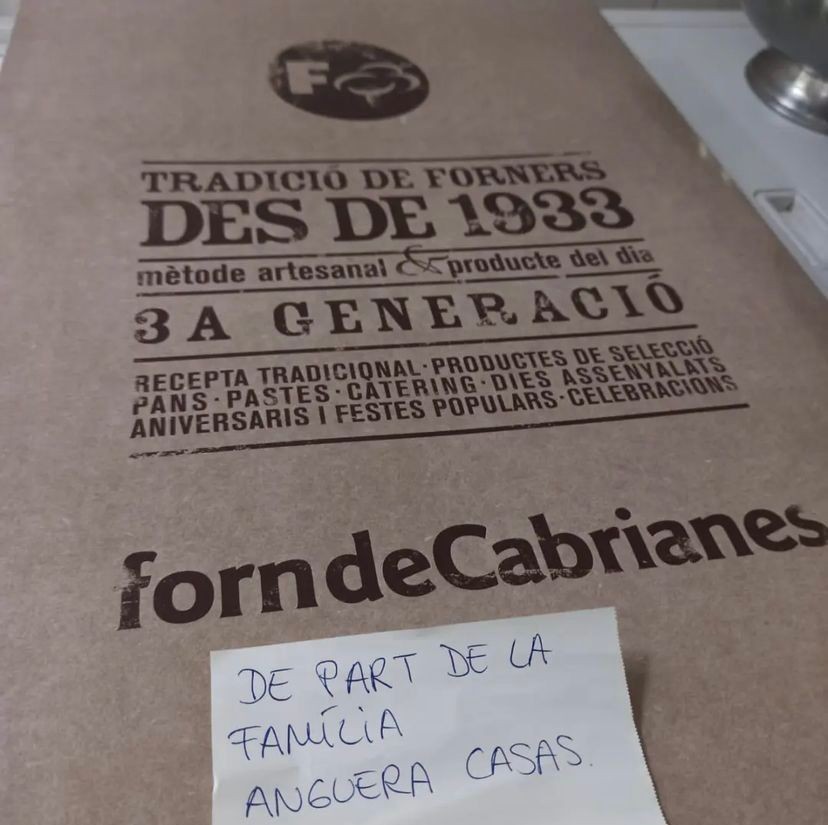 F
TRADICIÓ DE FORNERS
DES DE 1933
mètode artesanal & producte del dia
3A GENERACIÓ
RECEPTA TRADICIONAL·PRODUCTES DE SELECCIÓ
PANS·PASTES·CÀTERING·DIES ASSENYALATS
ANIVERSARIS I FESTES POPULARS·CELEBRACIONS
forndeCabrianes
DE PART DE LA
FAMÍLIA
ANGUERA CASAS.